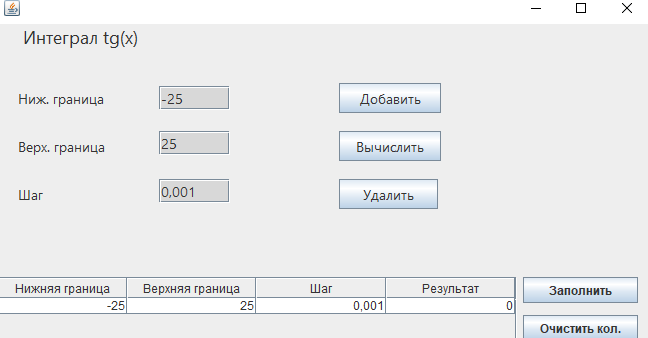 Интеграл tg(x)
Ниж. граница -25 Добавить
Верх. граница 25 Вычислить
Шаг 0,001 Удалить
Нижняя граница Верхняя граница Шаг Результат Заполнить
-25 25 0,001 0
Очистить кол.